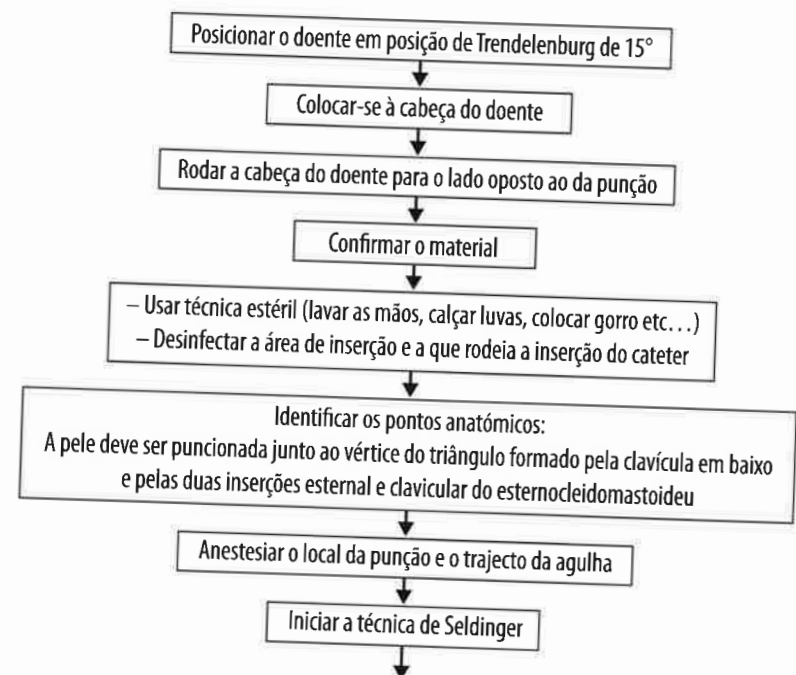 Posicionar o doente em posição de Trendelenburg de 15°
Colocar-se à cabeça do doente
Rodar a cabeça do doente para o lado oposto ao da punção
Confirmar o material
– Usar técnica estéril (lavar as mãos, calçar luvas, colocar gorro etc…)
– Desinfectar a área de inserção e a que rodeia a inserção do cateter
Identificar os pontos anatómicos:
A pele deve ser puncionada junto ao vértice do triângulo formado pela clavícula em baixo
e pelas duas inserções esternal e clavicular do esternocleidomastoideu
Anestesiar o local da punção e o trajecto da agulha
Iniciar a técnica de Seldinger